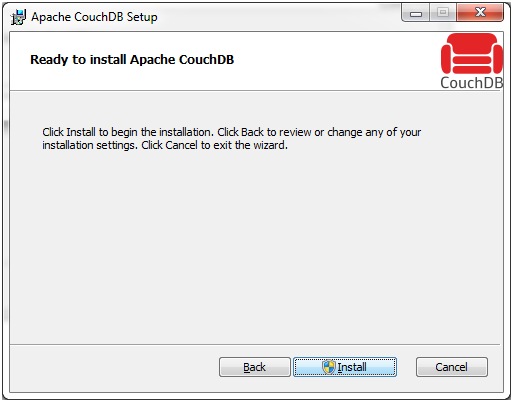 Apache CouchDB Setup
Ready to install Apache CouchDB
CouchDB
Click Install to begin the installation. Click Back to review or change any of your
installation settings. Click Cancel to exit the wizard.
Back
Install
Cancel